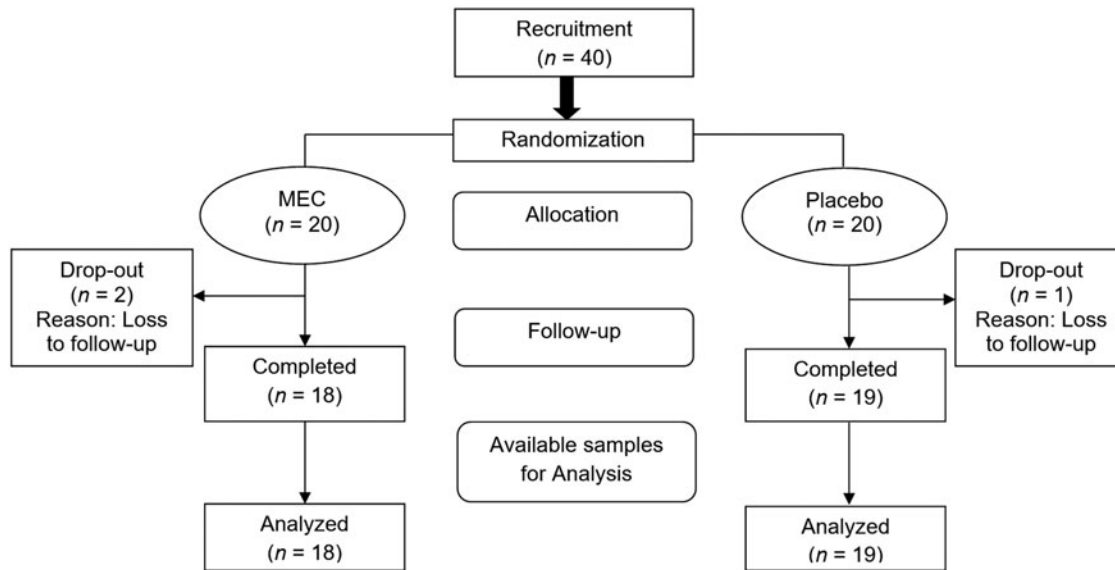 Recruitment
(n = 40)
Randomization
MEC
(n = 20)
Allocation
Placebo
(n = 20)
Drop-out
(n = 2)
Reason: Loss
to follow-up
Follow-up
Drop-out
(n = 1)
Reason: Loss
to follow-up
Completed
(n = 18)
Completed
(n = 19)
Available samples
for Analysis
Analyzed
(n = 18)
Analyzed
(n = 19)